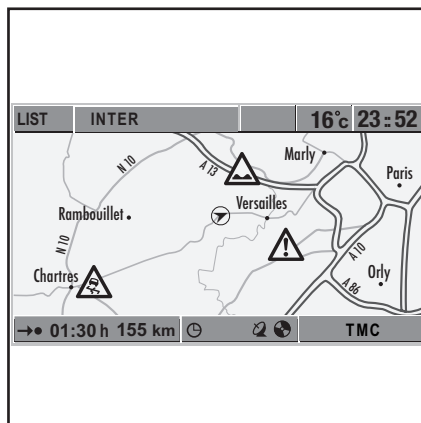 LIST INTER 16°c 23::52
N 10
A 13
Marly
Paris
Rambouillet
Versailles
N 10
A 10
Chartres
Orly
A 86
01:30 h 155 km TMC